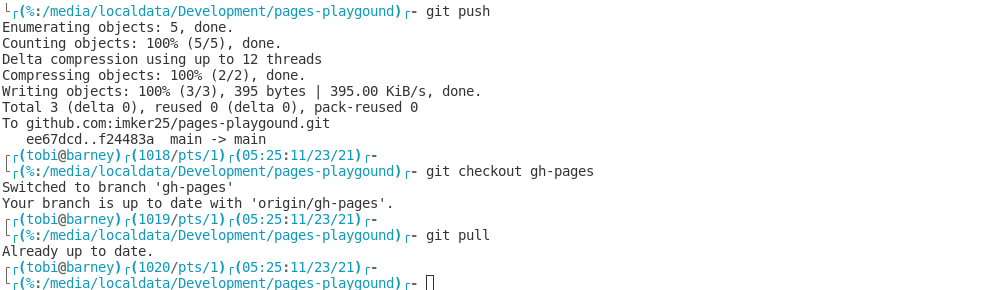 └┌(%:/media/localdata/Development/pages-playgound)┌- git push
Enumerating objects: 5, done.
Counting objects: 100% (5/5), done.
Delta compression using up to 12 threads
Compressing objects: 100% (2/2), done.
Writing objects: 100% (3/3), 395 bytes | 395.00 KiB/s, done.
Total 3 (delta 0), reused 0 (delta 0), pack-reused 0
To github.com:imker25/pages-playgound.git
   ee67dcd..f24483a  main -> main
┌┌(tobi@barney)┌(1018/pts/1)┌(05:25:11/23/21)┌-
└┌(%:/media/localdata/Development/pages-playgound)┌- git checkout gh-pages
Switched to branch 'gh-pages'
Your branch is up to date with 'origin/gh-pages'.
┌┌(tobi@barney)┌(1019/pts/1)┌(05:25:11/23/21)┌-
└┌(%:/media/localdata/Development/pages-playgound)┌- git pull
Already up to date.
┌┌(tobi@barney)┌(1020/pts/1)┌(05:25:11/23/21)┌-
└┌(%:/media/localdata/Development/pages-playgound)┌-